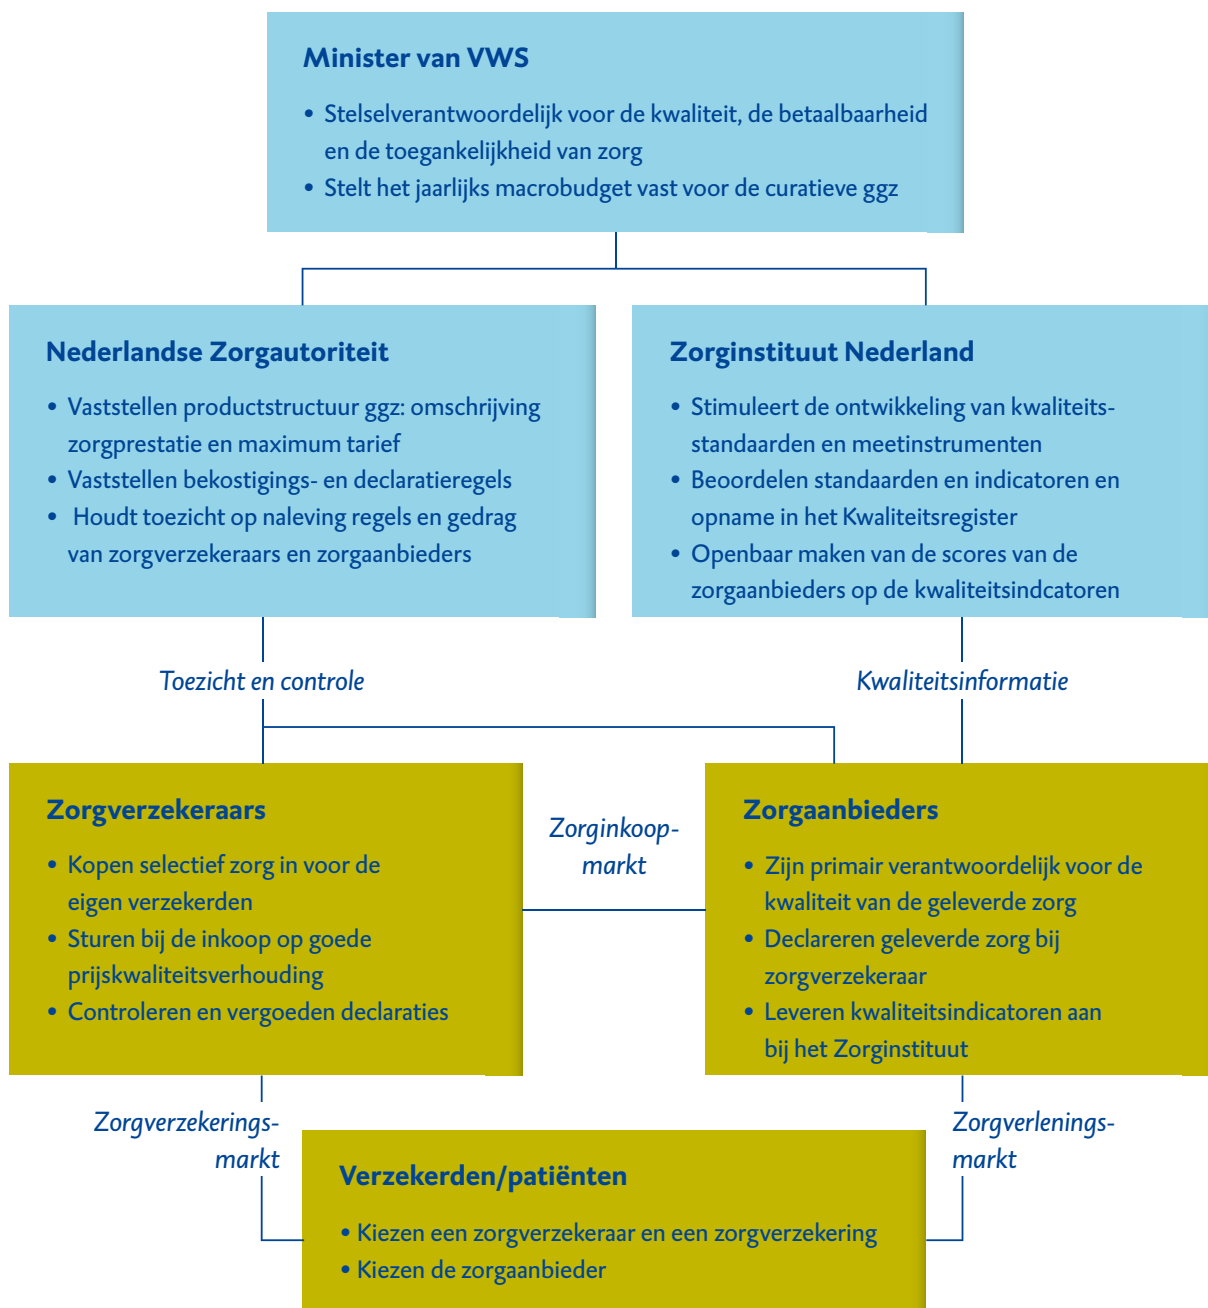 Minister van VWS
• Stelselverantwoordelijk voor de kwaliteit, de betaalbaarheid
en de toegankelijkheid van zorg
• Stelt het jaarlijks macrobudget vast voor de curatieve ggz
Nederlandse Zorgautoriteit
• Vaststellen productstructuur ggz: omschrijving
zorgprestatie en maximum tarief
• Vaststellen bekostigings- en declaratieregels
• Houdt toezicht op naleving regels en gedrag
van zorgverzekeraars en zorgaanbieders
Zorginstituut Nederland
• Stimuleert de ontwikkeling van kwaliteits-
standaarden en meetinstrumenten
• Beoordelen standaarden en indicatoren en
opname in het Kwaliteitsregister
• Openbaar maken van de scores van de
zorgaanbieders op de kwaliteitsindcatoren
Toezicht en controle
Kwaliteitsinformatie
Zorgverzekeraars
• Kopen selectief zorg in voor de
eigen verzekerden
• Sturen bij de inkoop op goede
prijskwaliteitsverhouding
• Controleren en vergoeden declaraties
Zorginkoop-
markt
Zorgaanbieders
• Zijn primair verantwoordelijk voor de
kwaliteit van de geleverde zorg
• Declareren geleverde zorg bij
zorgverzekeraar
• Leveren kwaliteitsindicatoren aan
bij het Zorginstituut
Zorgverzekerings-
markt
Zorgverlenings-
markt
Verzekerden/patiënten
• Kiezen een zorgverzekeraar en een zorgverzekering
• Kiezen de zorgaanbieder